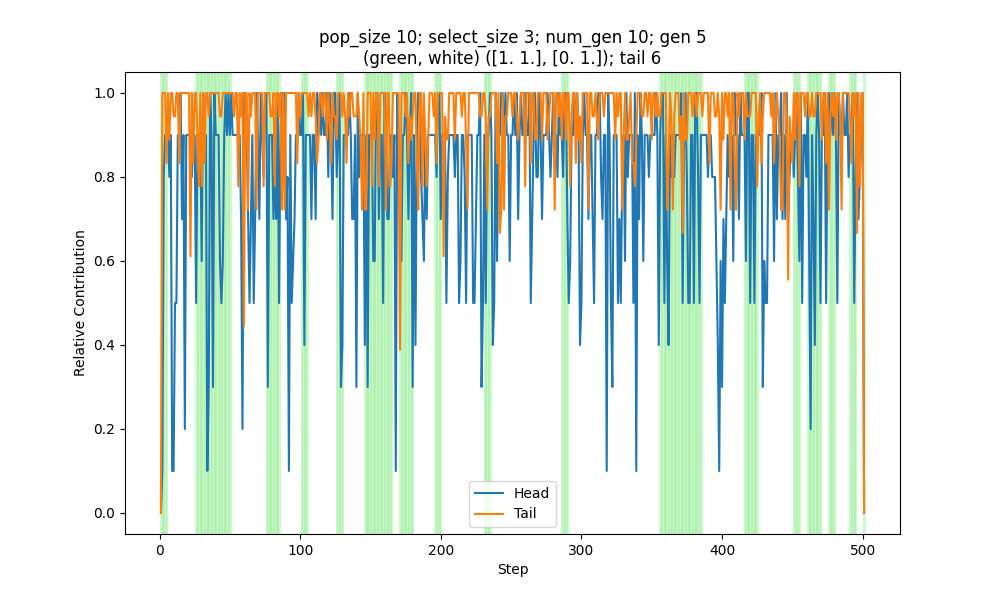 pop_size 10; select_size 3; num_gen 10; gen 5
(green, white) ([1. 1.], [0. 1.]); tail 6
1.0
0.8
0.6
0.4
0.2
0.0
Relative Contribution
Head
Tail
0
100
200
300
400
500
Step